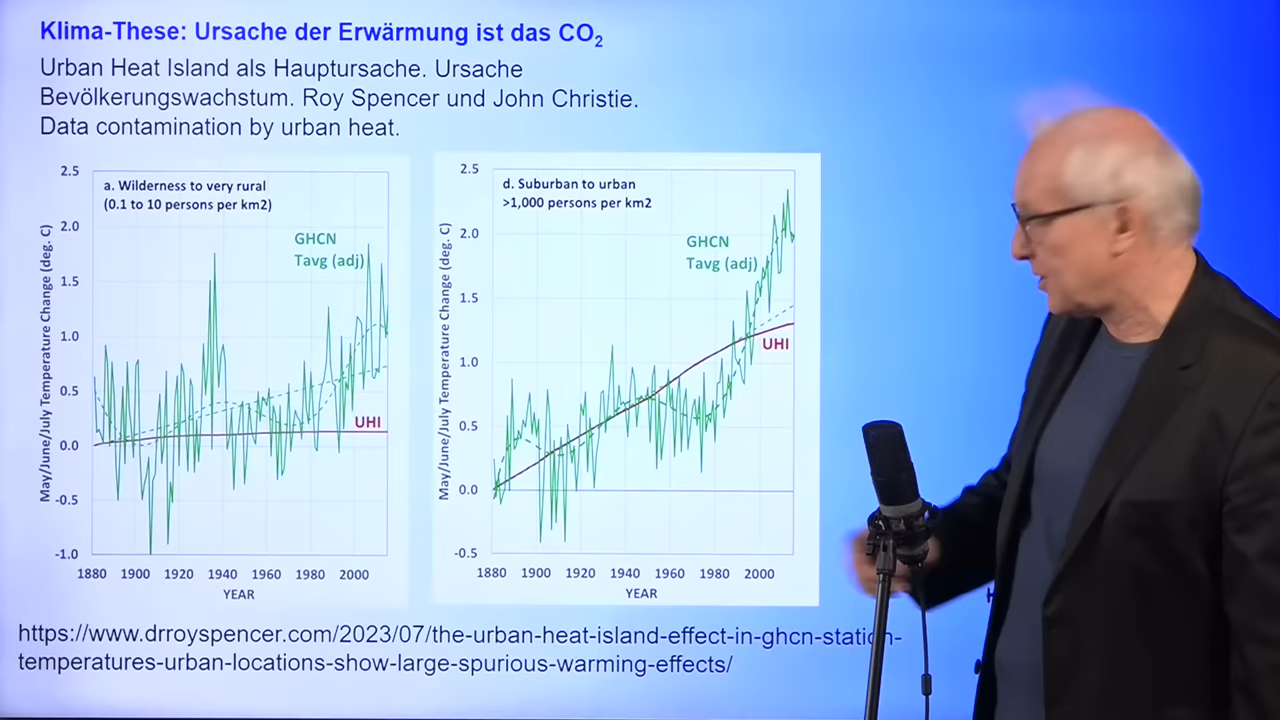 Klima-These: Ursache der Erwärmung ist das CO₂
Urban Heat Island als Hauptursache. Ursache
Bevölkerungswachstum. Roy Spencer und John Christie.
Data contamination by urban heat.
2.5
2.0
1.5
1.0
0.5
0.0
-0.5
-1.0
May/June/July Temperature Change (deg. C)
a. Wilderness to very rural
(0.1 to 10 persons per km2)
GHCN
Tavg (adj)
UHI
1880 1900 1920 1940 1960 1980 2000
YEAR
2.5
2.0
1.5
1.0
0.5
0.0
-0.5
May/June/July Temperature Change (deg. C)
d. Suburban to urban
>1,000 persons per km2
GHCN
Tavg (adj)
UHI
1880 1900 1920 1940 1960 1980 2000
YEAR
https://www.drroyspencer.com/2023/07/the-urban-heat-island-effect-in-ghcn-station-
temperatures-urban-locations-show-large-spurious-warming-effects/